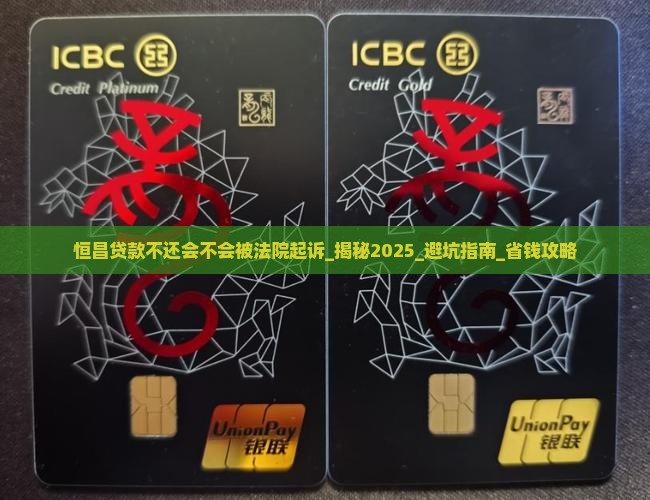 ICBC
Credit Platinum
ICBC
Credit Gold
恒昌贷款不还会不会被法院起诉_揭秘2025_避坑指南_省钱攻略
UnionPay
银联
UnionPay
银联